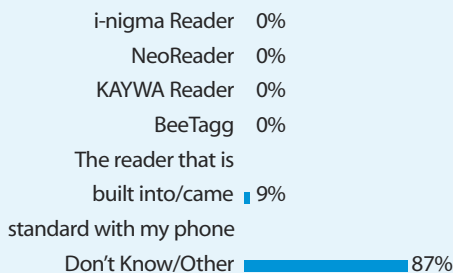 i-nigma Reader 0%
NeoReader 0%
KAYWA Reader 0%
BeeTagg 0%
The reader that is
built into/came 9%
standard with my phone
Don't Know/Other 87%